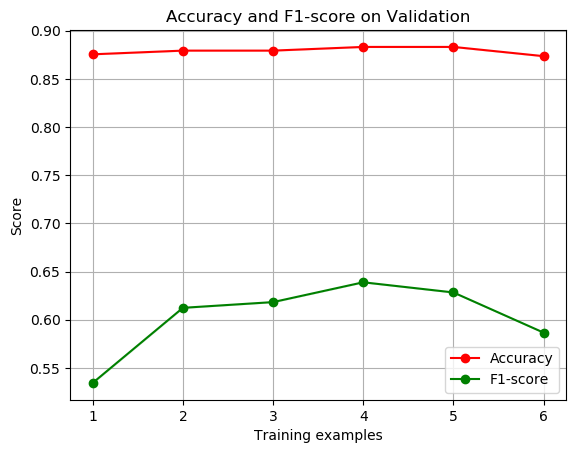 Accuracy and F1-score on Validation
0.90
0.85
0.80
0.75
0.70
0.65
0.60
0.55
Score
Accuracy
F1-score
1 2 3 4 5 6
Training examples